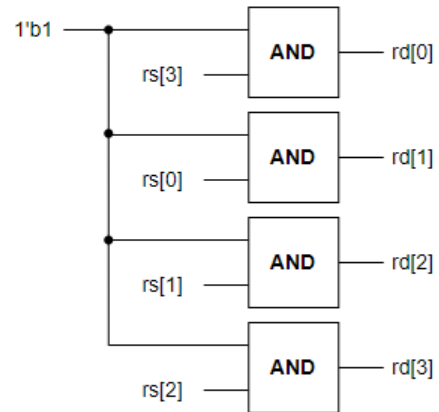 1'b1
AND
rd[0]
rs[3]
AND
rd[1]
rs[0]
AND
rd[2]
rs[1]
AND
rd[3]
rs[2]